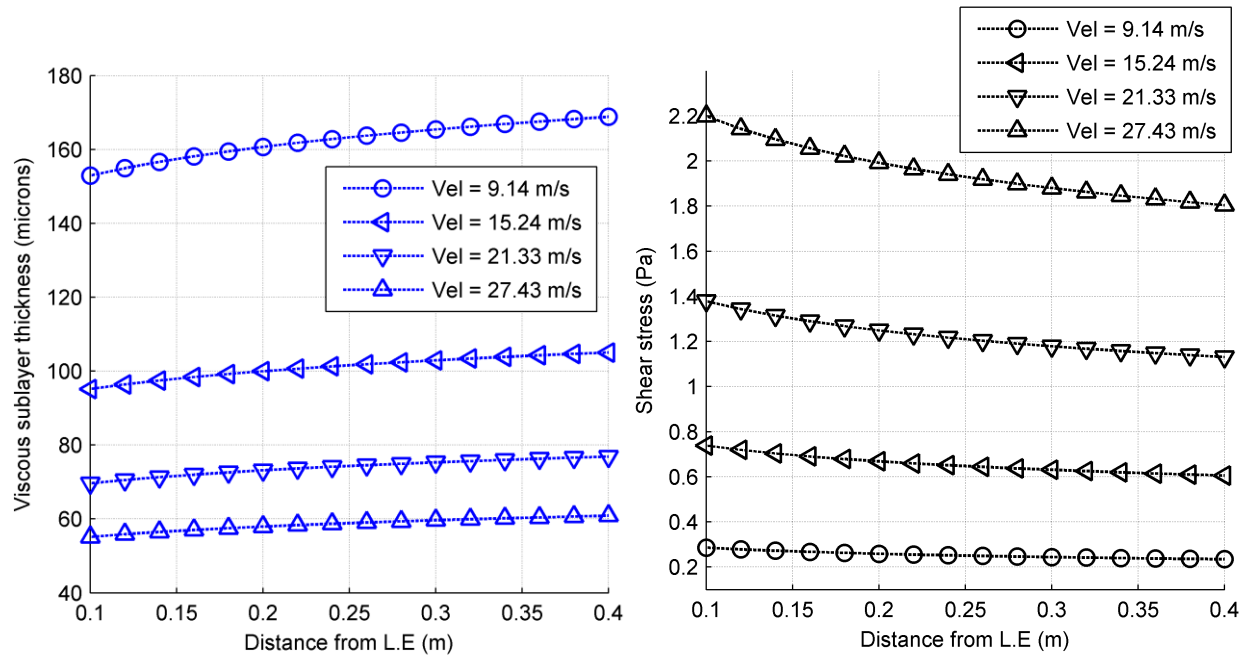 Viscous sublayer thickness (microns)
180
160
140
120
100
80
60
40
0.1 0.15 0.2 0.25 0.3 0.35 0.4
Distance from L.E (m)
Vel = 9.14 m/s
Vel = 15.24 m/s
Vel = 21.33 m/s
Vel = 27.43 m/s
Shear stress (Pa)
2.2
2
1.8
1.6
1.4
1.2
1
0.8
0.6
0.4
0.2
0.1 0.15 0.2 0.25 0.3 0.35 0.4
Distance from L.E (m)
Vel = 9.14 m/s
Vel = 15.24 m/s
Vel = 21.33 m/s
Vel = 27.43 m/s